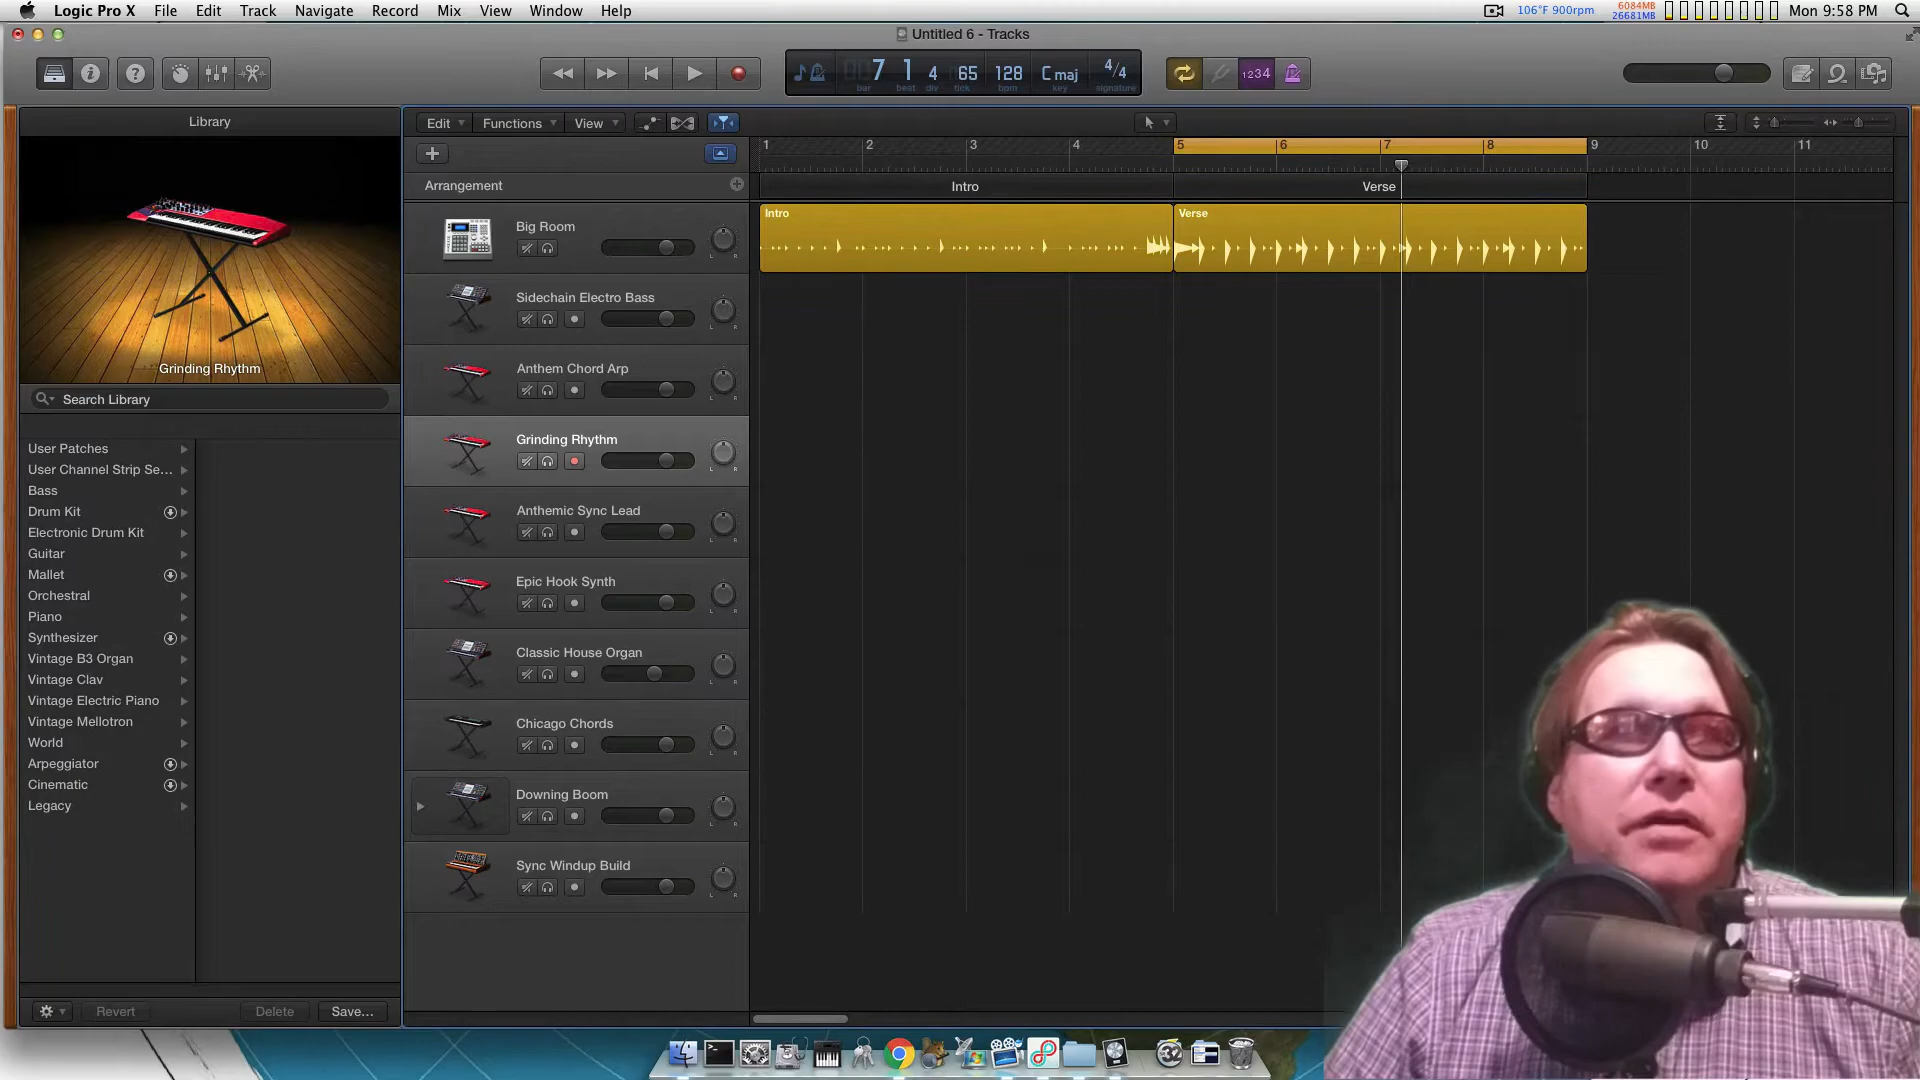 Logic Pro X File Edit Track Navigate Record Mix View Window Help
106°F 900rpm
6084MB
26681MB
Mon 9:58 PM
Untitled 6 - Tracks
7 1 4 65 128 C maj 4/4
bar beat div tick bpm key signature
1234
Library
Grinding Rhythm
Search Library
User Patches
User Channel Strip Se...
Bass
Drum Kit
Electronic Drum Kit
Guitar
Mallet
Orchestral
Piano
Synthesizer
Vintage B3 Organ
Vintage Clav
Vintage Electric Piano
Vintage Mellotron
World
Arpeggiator
Cinematic
Legacy
Revert Delete Save...
Edit Functions View
1 2 3 4 5 6 7 8 9 10 11
Arrangement
Intro Verse
Intro Verse
Big Room
L R
Sidechain Electro Bass
L R
Anthem Chord Arp
L R
Grinding Rhythm
L R
Anthemic Sync Lead
L R
Epic Hook Synth
L R
Classic House Organ
L R
Chicago Chords
L R
Downing Boom
L R
Sync Windup Build
L R